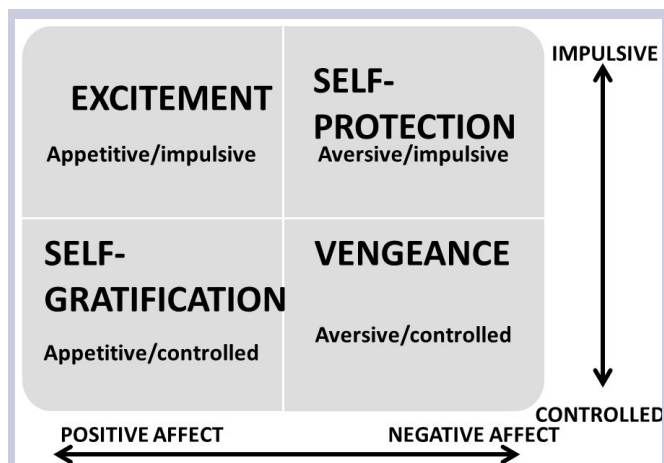 IMPULSIVE
EXCITEMENT
Appetitive/impulsive
SELF-
PROTECTION
Aversive/impulsive
SELF-
GRATIFICATION
Appetitive/controlled
VENGEANCE
Aversive/controlled
CONTROLLED
POSITIVE AFFECT
NEGATIVE AFFECT